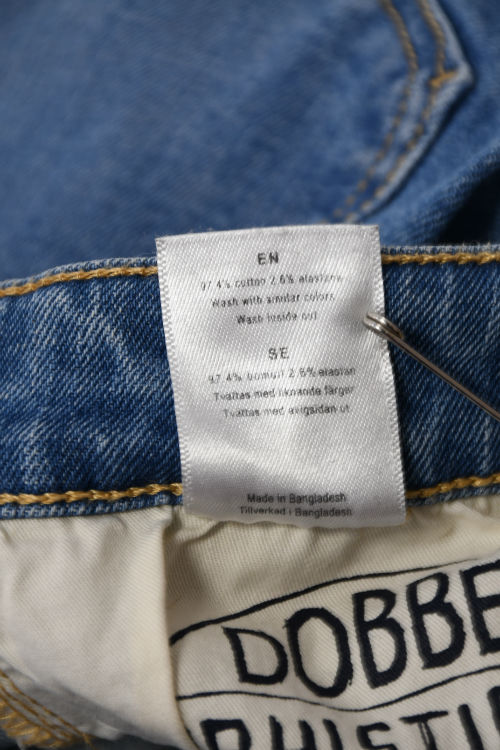 EN
97.4% cotton 2.6% elastane
Wash with similar colors
Wash inside out
SE
97.4% bomull 2.6% elastan
Tvättas med liknande färger
Tvättas med avigsidan ut
Made in Bangladesh
Tillverkad i Bangladesh
DOBBE